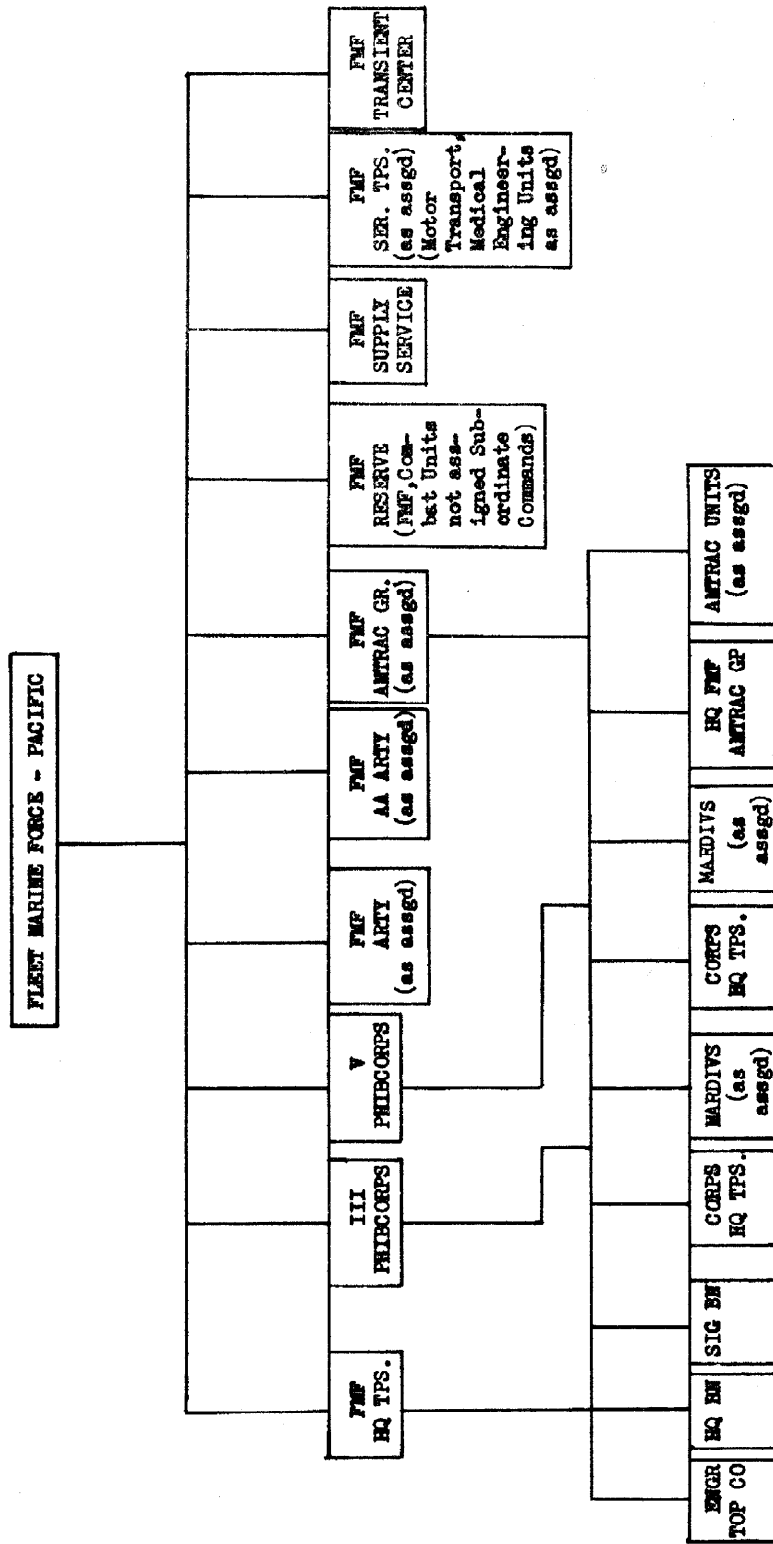 FLEET MARINE FORCE - PACIFIC
FMF
HQ TPS.
III
PHIBCORPS
V
PHIBCORPS
FMF
ARTY
(as assgd)
FMF
AA ARTY
(as assgd)
FMF
AMTRAC GR.
(as assgd)
FMF
RESERVE
(FMF,Com-
bat Units
not ass-
igned Sub-
ordinate
Commands)
FMF
SUPPLY
SERVICE
FMF
SER. TPS.
(as assgd)
(Motor
Transport,
Medical
Engineer-
ing Units
as assgd)
FMF
TRANSIENT
CENTER
ENGR
TOP CO
HQ BN
SIG BN
CORPS
HQ TPS.
MARDIVS
(as
assgd)
CORPS
HQ TPS.
MARDIVS
(as
assgd)
HQ FMF
AMTRAC GP
AMTRAC UNITS
(as assgd)